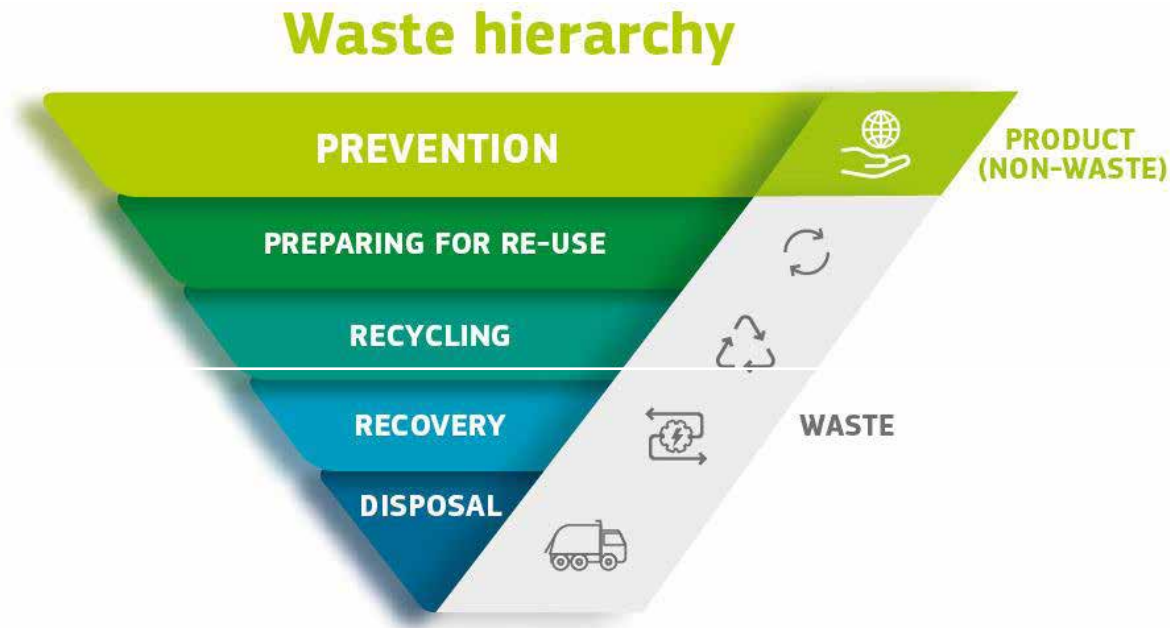 Waste hierarchy
PREVENTION
PRODUCT
(NON-WASTE)
PREPARING FOR RE-USE
RECYCLING
RECOVERY
WASTE
DISPOSAL